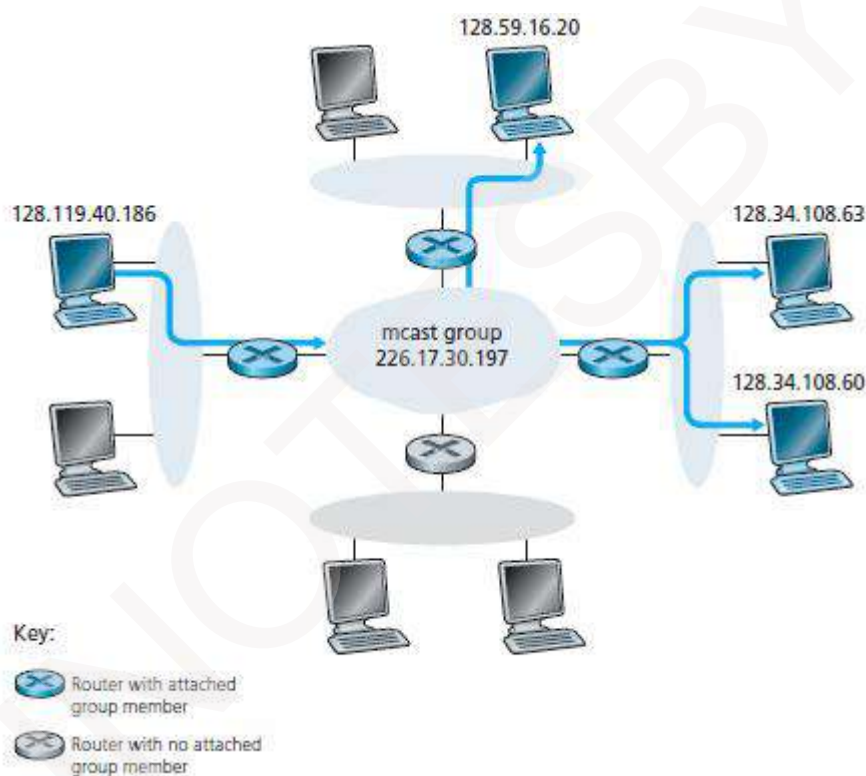 128.59.16.20
128.119.40.186
128.34.108.63
mcast group
226.17.30.197
128.34.108.60
Key:
Router with attached
group member
Router with no attached
group member